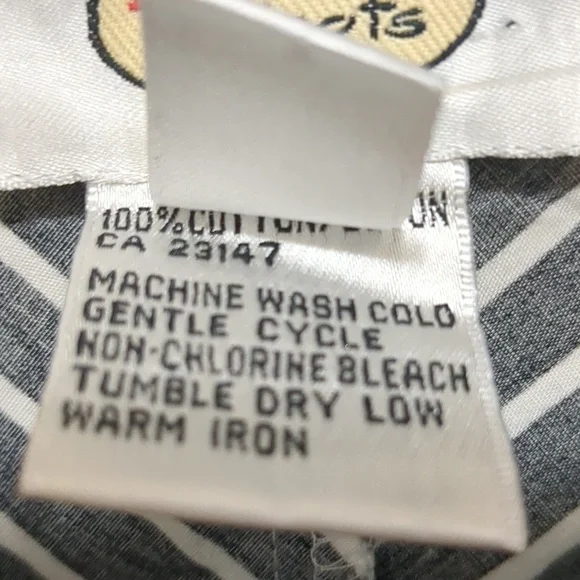 100% COTTON/
CA 23147
MACHINE WASH COLD
GENTLE CYCLE
NON-CHLORINE BLEACH
TUMBLE DRY LOW
WARM IRON